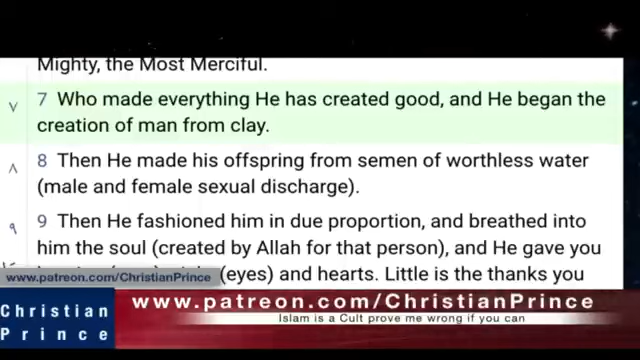 Mighty, the Most Merciful.
٧
7 Who made everything He has created good, and He began the
creation of man from clay.
٨
8 Then He made his offspring from semen of worthless water
(male and female sexual discharge).
٩
9 Then He fashioned him in due proportion, and breathed into
him the soul (created by Allah for that person), and He gave you
(eyes) and hearts. Little is the thanks you
www.patreon.com/ChristianPrince
www.patreon.com/ChristianPrince
Islam is a Cult prove me wrong if you can
Christian
Prince